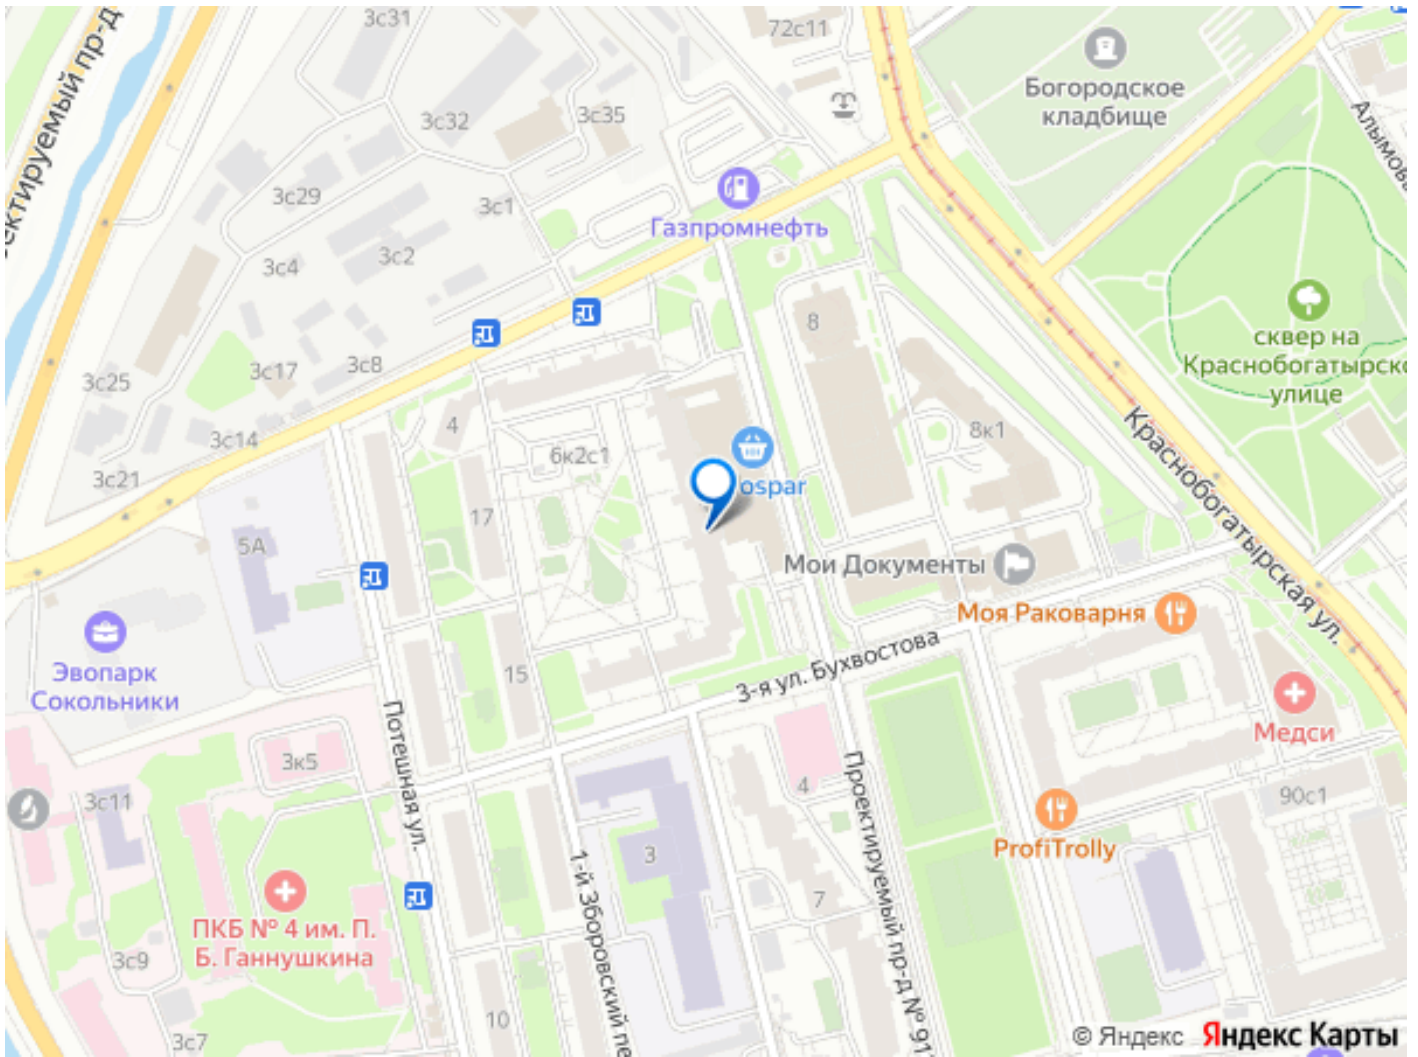 3с31
72с11
Богородское
кладбище
ектируемый пр-д
3с32
3с35
Алымова
3с29
3с1
Газпромнефть
3с2
3с4
8
сквер на
Краснобогатырско
улице
3с8
3с17
3с25
3с14
4
6к2с1
8к1
Краснобогатырская ул.
3с21
ospar
17
5А
Мои Документы
Моя Раковарня
Эвопарк
Сокольники
3-я ул. Бухвостова
15
Медси
Потешная ул.
3к5
4
Проектируемый пр-д № 91
3с11
90с1
3
ProfiTrolly
1-й Зборовский пе
7
ПКБ № 4 им. П.
Б. Ганнушкина
3с9
10
3с7
© Яндекс Яндекс Карты